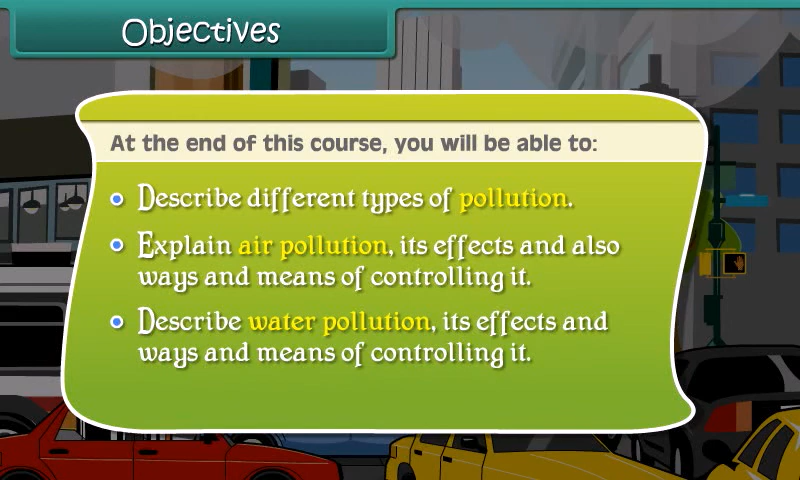 Objectives
At the end of this course, you will be able to:
Describe different types of pollution.
Explain air pollution, its effects and also
ways and means of controlling it.
Describe water pollution, its effects and
ways and means of controlling it.